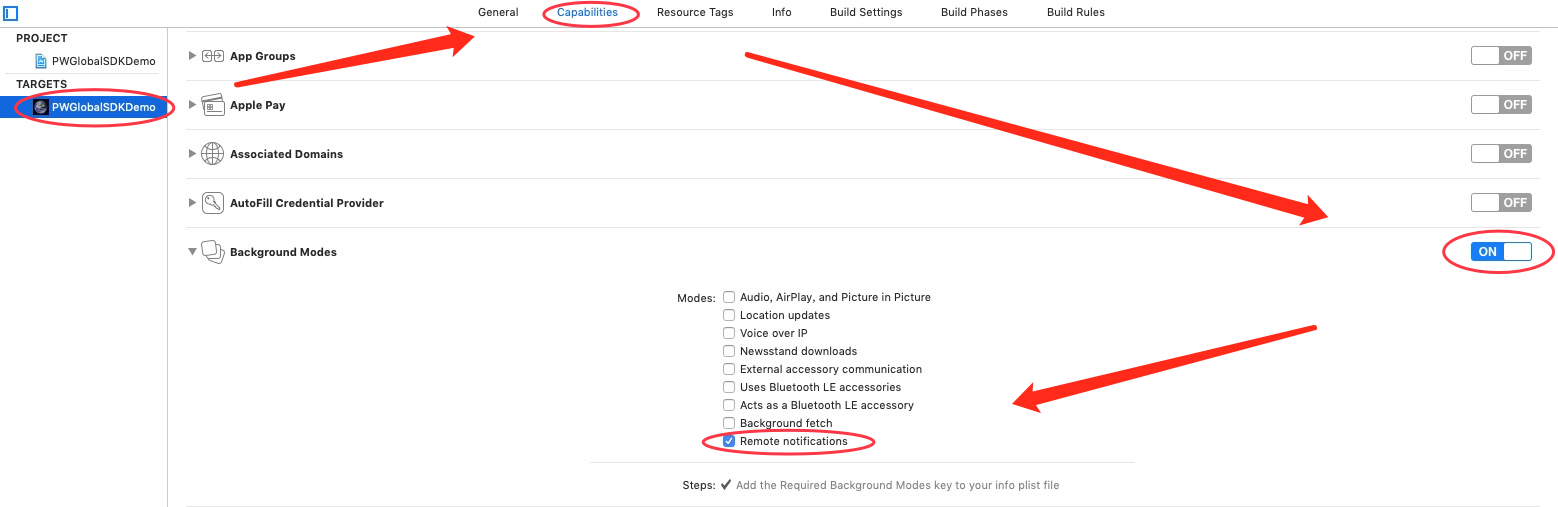 General Capabilities Resource Tags Info Build Settings Build Phases Build Rules
PROJECT
PWGlobalSDKDemo
TARGETS
PWGlobalSDKDemo
App Groups OFF
Apple Pay OFF
Associated Domains OFF
AutoFill Credential Provider OFF
Background Modes ON
Modes: Audio, AirPlay, and Picture in Picture
Location updates
Voice over IP
Newsstand downloads
External accessory communication
Uses Bluetooth LE accessories
Acts as a Bluetooth LE accessory
Background fetch
Remote notifications
Steps: ✔ Add the Required Background Modes key to your info plist file